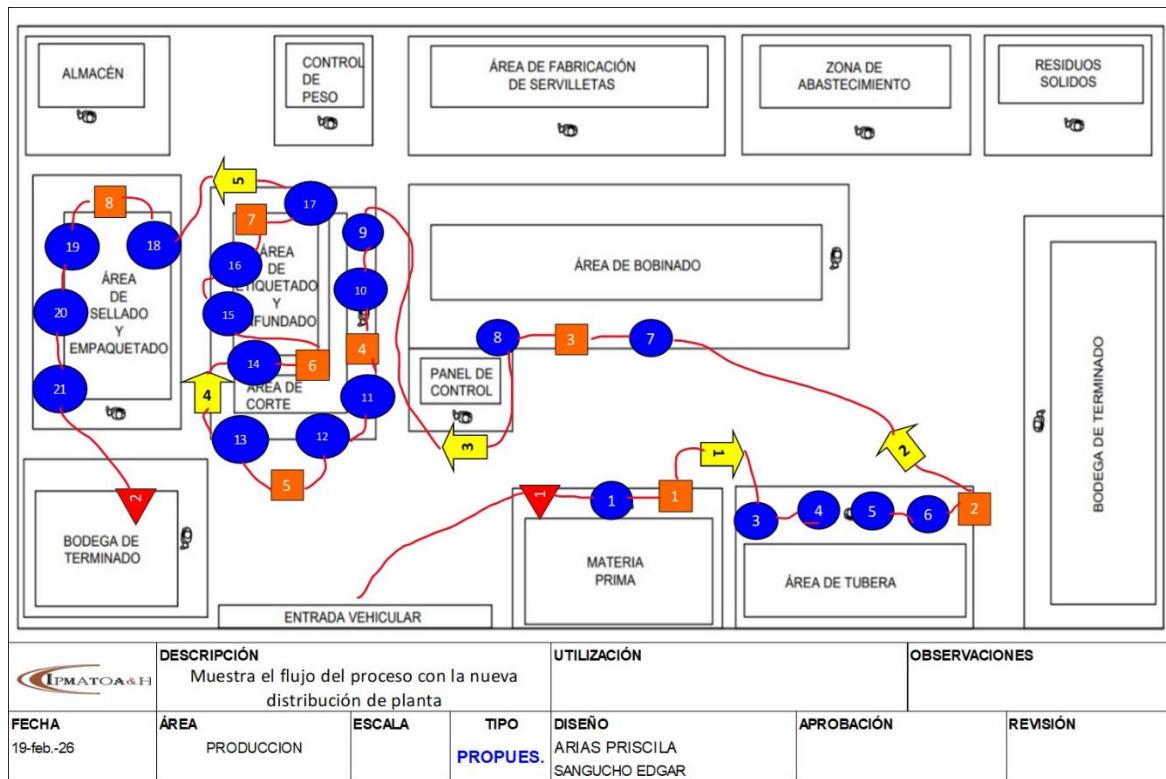 ALMACÉN
CONTROL
DE
PESO
ÁREA DE FABRICACIÓN
DE SERVILLETAS
ZONA DE
ABASTECIMIENTO
RESIDUOS
SOLIDOS
5
8
17
7
9
19
18
16
ÁREA
DE
ETIQUETADO
Y
ENFUNDADO
ÁREA DE BOBINADO
10
ÁREA
DE
SELLADO
Y
EMPAQUETADO
20
15
8
3
7
4
14
6
21
4
ÁREA DE
CORTE
11
PANEL DE
CONTROL
13
12
3
1
2
5
BODEGA DE TERMINADO
2
1
1
1
3
4
5
6
2
BODEGA DE
TERMINADO
MATERIA
PRIMA
ÁREA DE TUBERA
ENTRADA VEHICULAR
IPMATOA&H
DESCRIPCIÓN
Muestra el flujo del proceso con la nueva
distribución de planta
UTILIZACIÓN
OBSERVACIONES
FECHA
19-feb.-26
ÁREA
PRODUCCION
ESCALA
TIPO
PROPUES.
DISEÑO
ARIAS PRISCILA
SANGUCHO EDGAR
APROBACIÓN
REVISIÓN